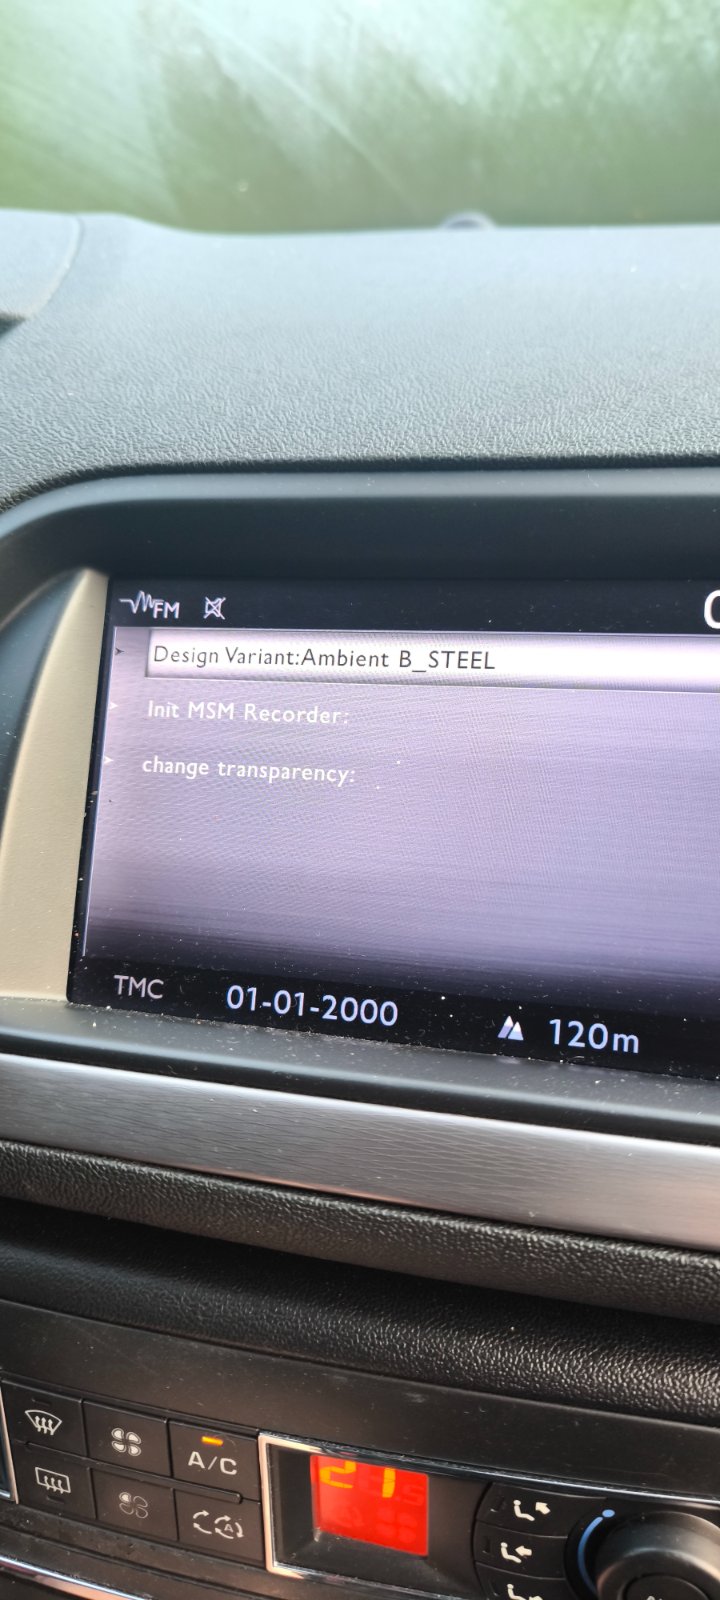 FM
Design Variant:Ambient B_STEEL
Init MSM Recorder:
change transparency:
TMC 01-01-2000 120m
A/C
A